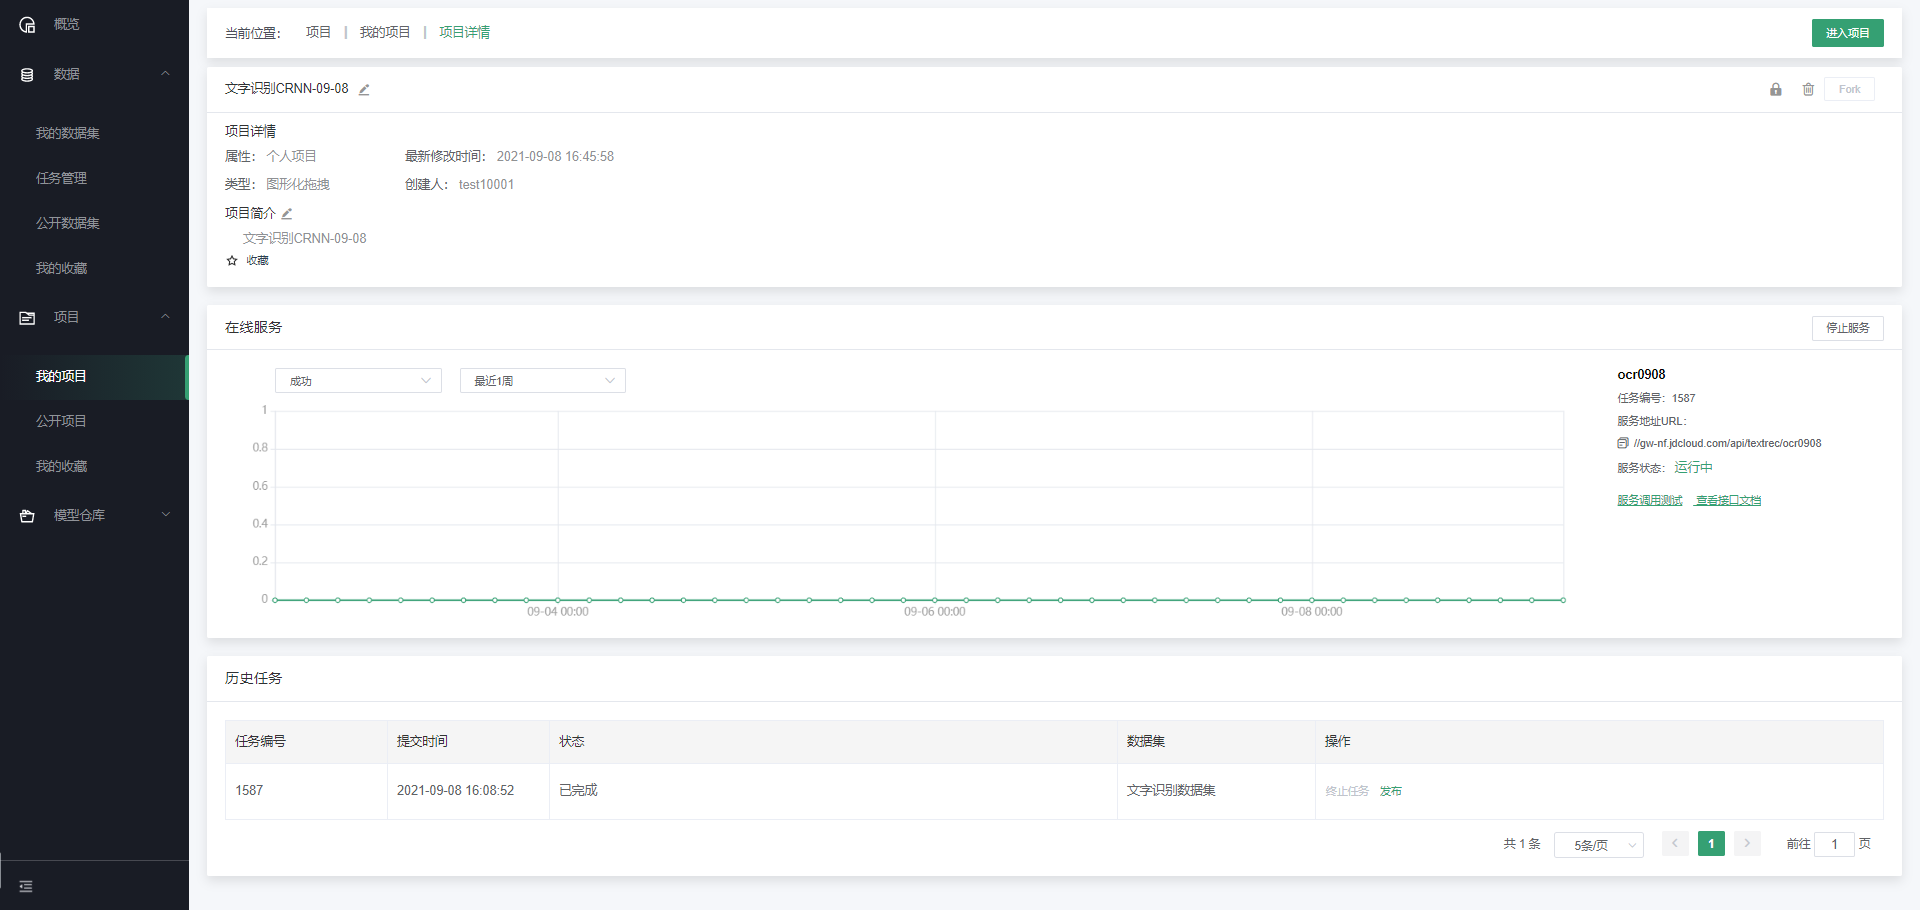 概览
数据
我的数据集
任务管理
公开数据集
我的收藏
项目
我的项目
公开项目
我的收藏
模型仓库
当前位置： 项目 | 我的项目 | 项目详情
进入项目
文字识别CRNN-09-08
Fork
项目详情
属性： 个人项目 最新修改时间： 2021-09-08 16:45:58
类型： 图形化拖拽 创建人： test10001
项目简介
文字识别CRNN-09-08
收藏
在线服务
停止服务
成功 最近1周
1
0.8
0.6
0.4
0.2
0
09-04 00:00 09-06 00:00 09-08 00:00
ocr0908
任务编号：1587
服务地址URL：
//gw-nf.jdcloud.com/api/textrec/ocr0908
服务状态： 运行中
服务调用测试 查看接口文档
历史任务
任务编号 提交时间 状态 数据集 操作
1587 2021-09-08 16:08:52 已完成 文字识别数据集 终止任务 发布
共 1 条 5条/页 1 前往 1 页